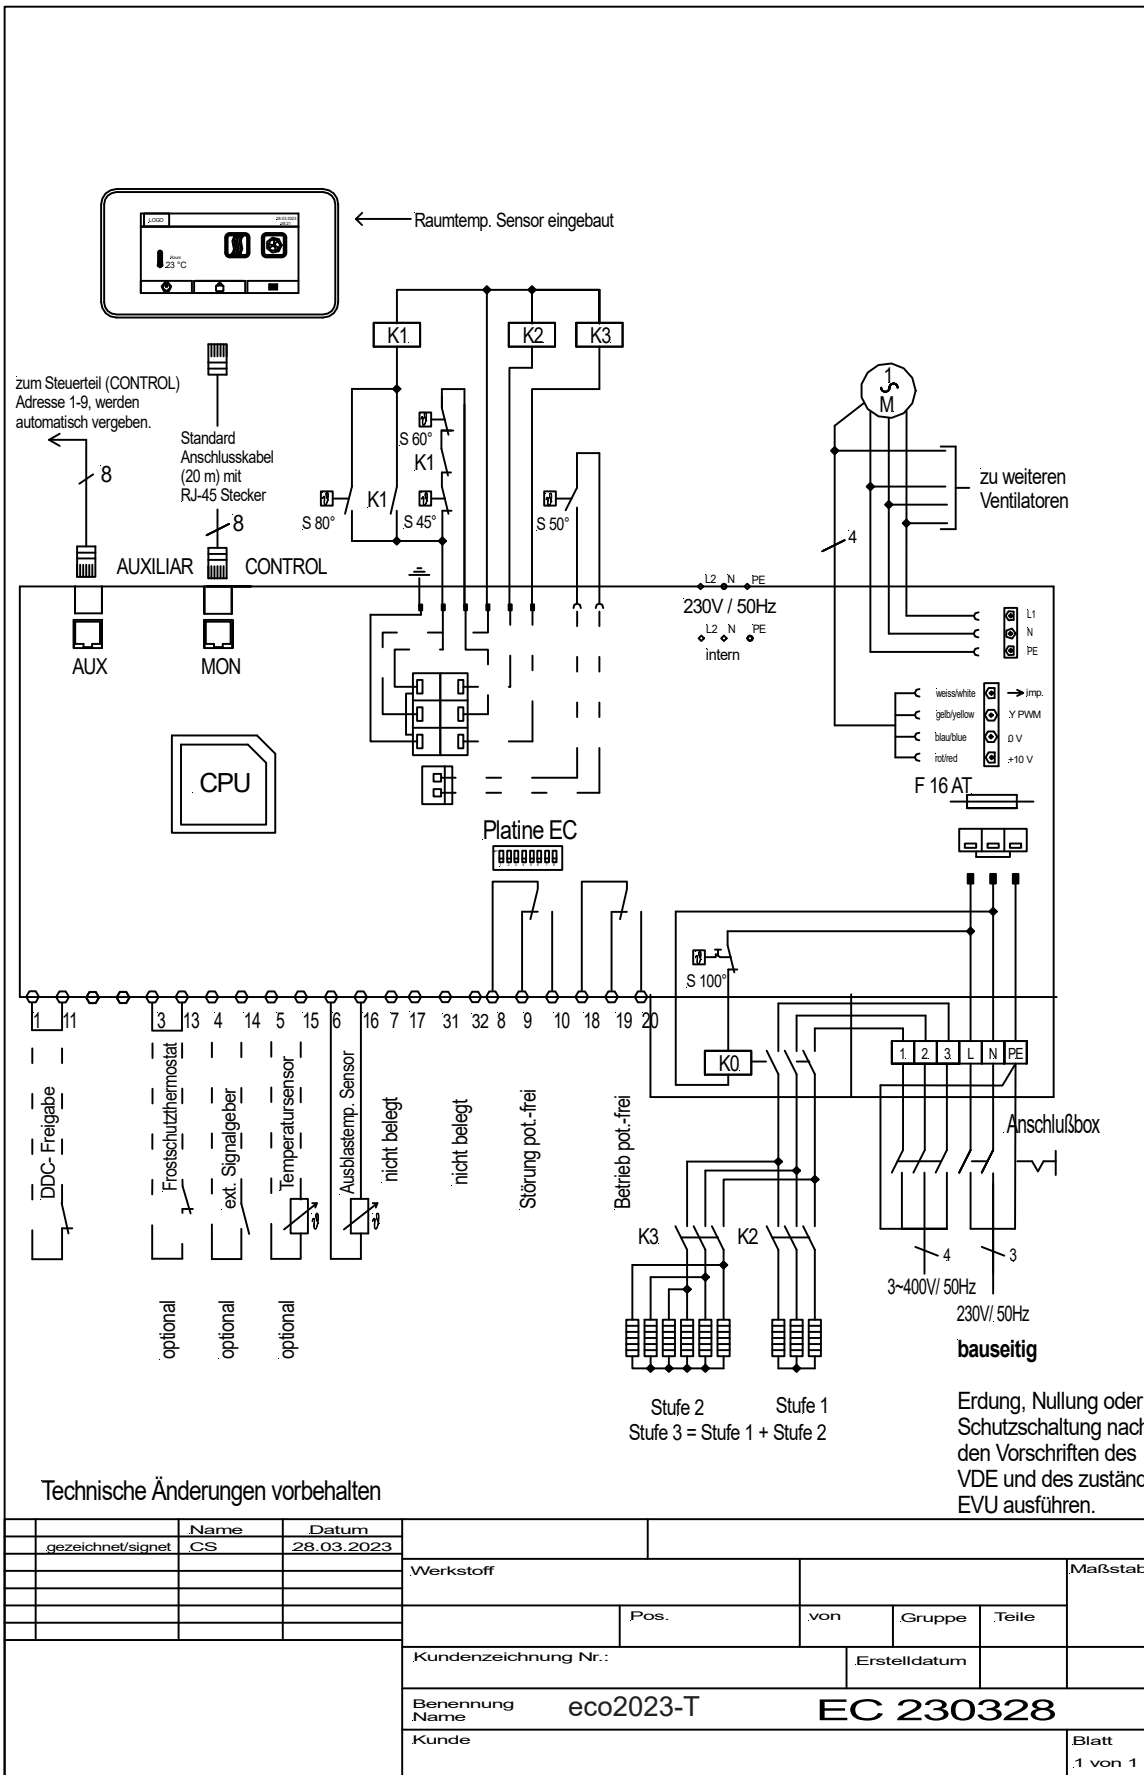 LOGO
28.03.2023
Raum
23 °C
Raumtemp. Sensor eingebaut
K1
K2
K3
zum Steuerteil (CONTROL)
Adresse 1-9, werden
automatisch vergeben.
8
Standard
Anschlusskabel
(20 m) mit
RJ-45 Stecker
8
S 60°
K1
S 80°
K1
S 45°
S 50°
1
M
zu weiteren
Ventilatoren
4
AUXILIAR
CONTROL
AUX
MON
L2 N PE
230V / 50Hz
L2 N PE
intern
L1
N
PE
weiss/white
imp.
gelb/yellow
Y PWM
blau/blue
0 V
rot/red
+10 V
F 16 AT
CPU
Platine EC
S 100°
1 11 3 13 4 14 5 15 6 16 7 17 31 32 8 9 10 18 19 20
K0
1 2 3 L N PE
Anschlußbox
DDC- Freigabe
Frostschutzthermostat
ext. Signalgeber
Temperatursensor
Ausblastemp. Sensor
nicht belegt
nicht belegt
Störung pot.-frei
Betrieb pot.-frei
K3
K2
4
3
3~400V/ 50Hz
230V/ 50Hz
bauseitig
optional
optional
optional
Stufe 2
Stufe 1
Stufe 3 = Stufe 1 + Stufe 2
Erdung, Nullung oder
Schutzschaltung nach
den Vorschriften des
VDE und des zuständ
EVU ausführen.
Technische Änderungen vorbehalten
Name
Datum
gezeichnet/signet
CS
28.03.2023
Werkstoff
Maßstab
Pos.
von
Gruppe
Teile
Kundenzeichnung Nr.:
Erstelldatum
Benennung
Name
eco2023-T
EC 230328
Kunde
Blatt
1 von 1